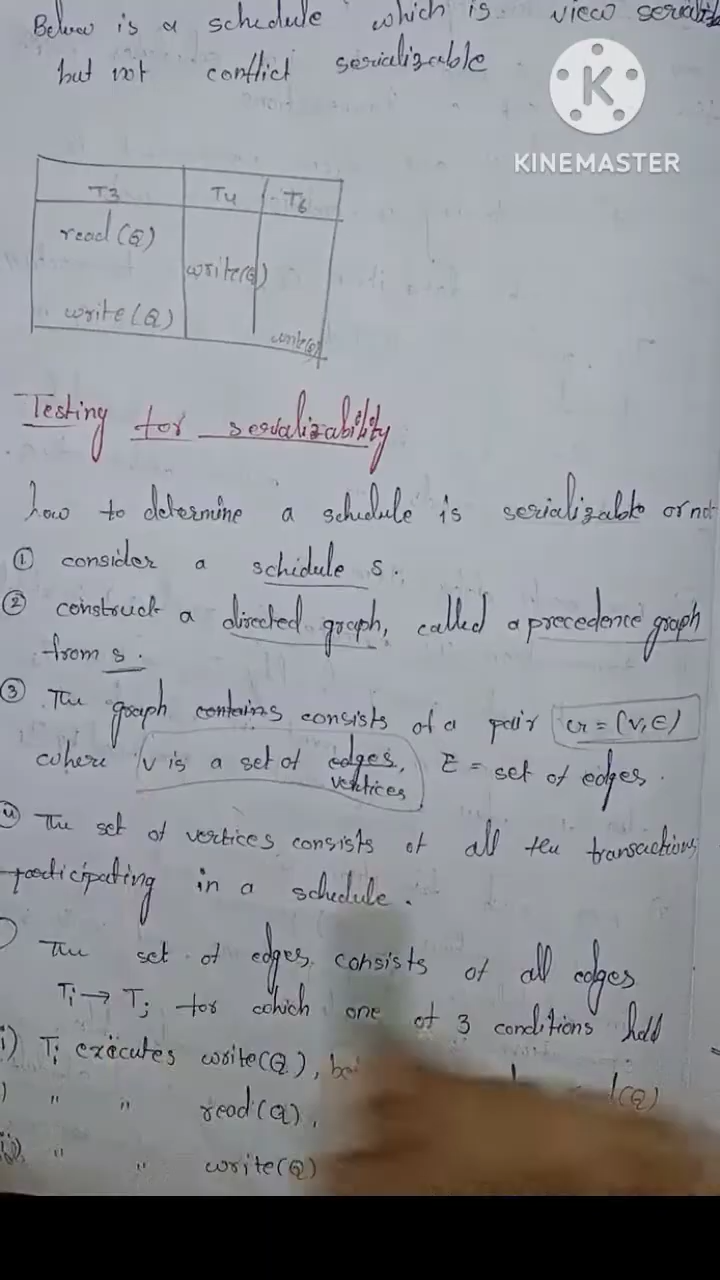 Below is a schedule which is view
but not conflict serializable
KINEMASTER
T3 T4 T6
read(Q)
write(Q)
write(Q)
write(Q)
Testing for serializability
how to determine a schedule is serializable or not
① consider a schidule s.
② construct a directed graph, called a precedence graph
from s.
③ The graph contains consists of a pair G = (V, E)
where V is a set of edges, E = set of edges.
vertices
The set of vertices consists of all the transactions
participating in a schedule.
The set of edges consists of all edges
Ti → Tj for which one of 3 conditions hold
i) Ti executes write(Q),
" " read(Q),
" " write(Q)